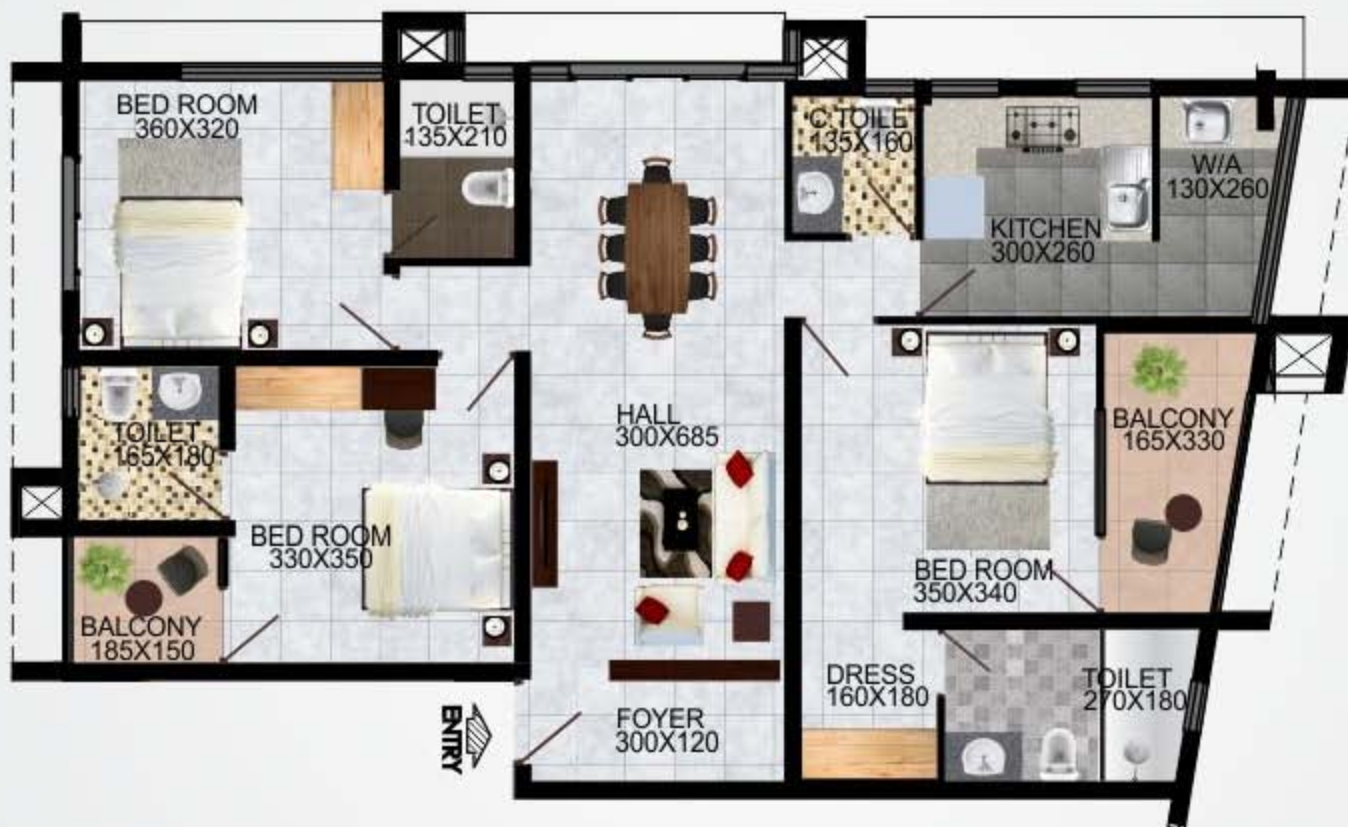 BED ROOM
360X320
TOILET
135X210
C.TOILE
135X160
W/A
130X260
KITCHEN
300X260
HALL
300X685
BALCONY
165X330
TOILET
165X180
BED ROOM
330X350
BED ROOM
350X340
BALCONY
185X150
DRESS
160X180
TOILET
270X180
FOYER
300X120
ENTRY